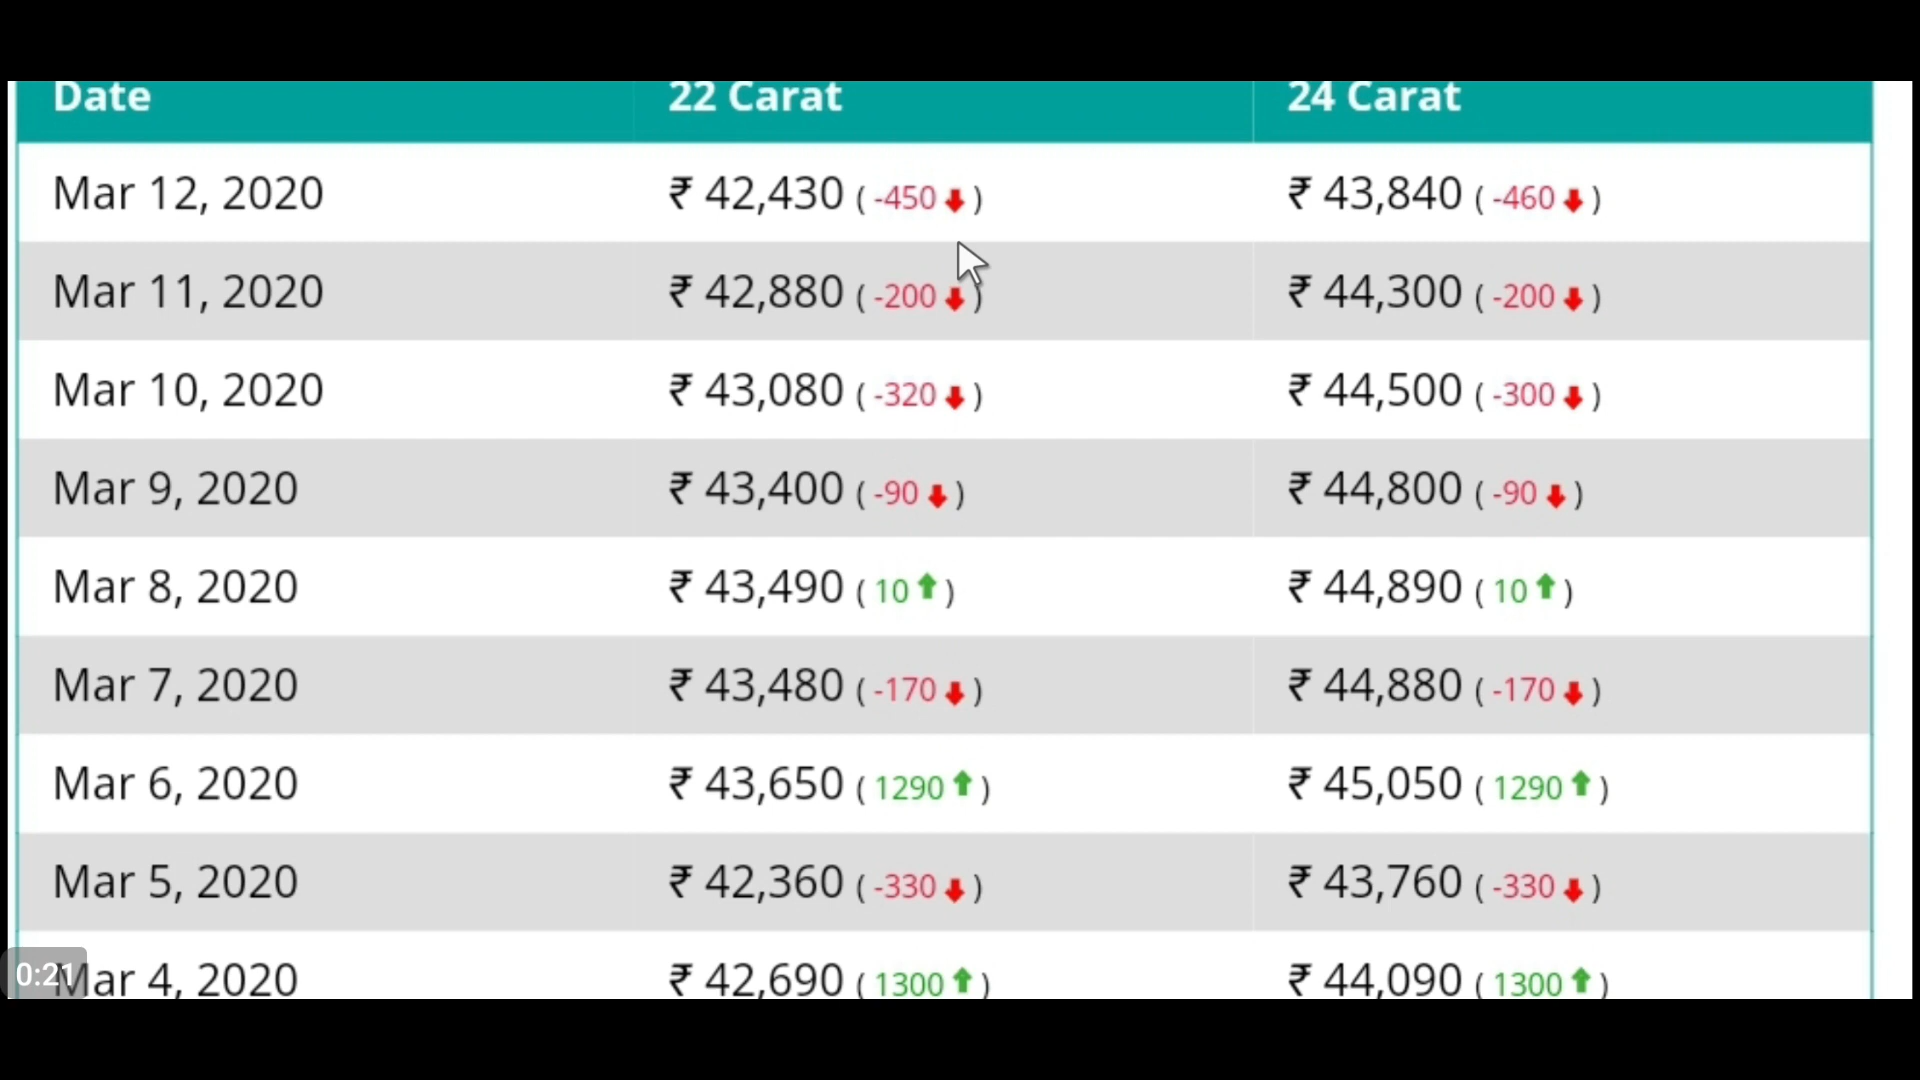 Date 22 Carat 24 Carat
Mar 12, 2020 ₹ 42,430 ( -450 ) ₹ 43,840 ( -460 )
Mar 11, 2020 ₹ 42,880 ( -200 ) ₹ 44,300 ( -200 )
Mar 10, 2020 ₹ 43,080 ( -320 ) ₹ 44,500 ( -300 )
Mar 9, 2020 ₹ 43,400 ( -90 ) ₹ 44,800 ( -90 )
Mar 8, 2020 ₹ 43,490 ( 10 ) ₹ 44,890 ( 10 )
Mar 7, 2020 ₹ 43,480 ( -170 ) ₹ 44,880 ( -170 )
Mar 6, 2020 ₹ 43,650 ( 1290 ) ₹ 45,050 ( 1290 )
Mar 5, 2020 ₹ 42,360 ( -330 ) ₹ 43,760 ( -330 )
Mar 4, 2020 ₹ 42,690 ( 1300 ) ₹ 44,090 ( 1300 )
0:21